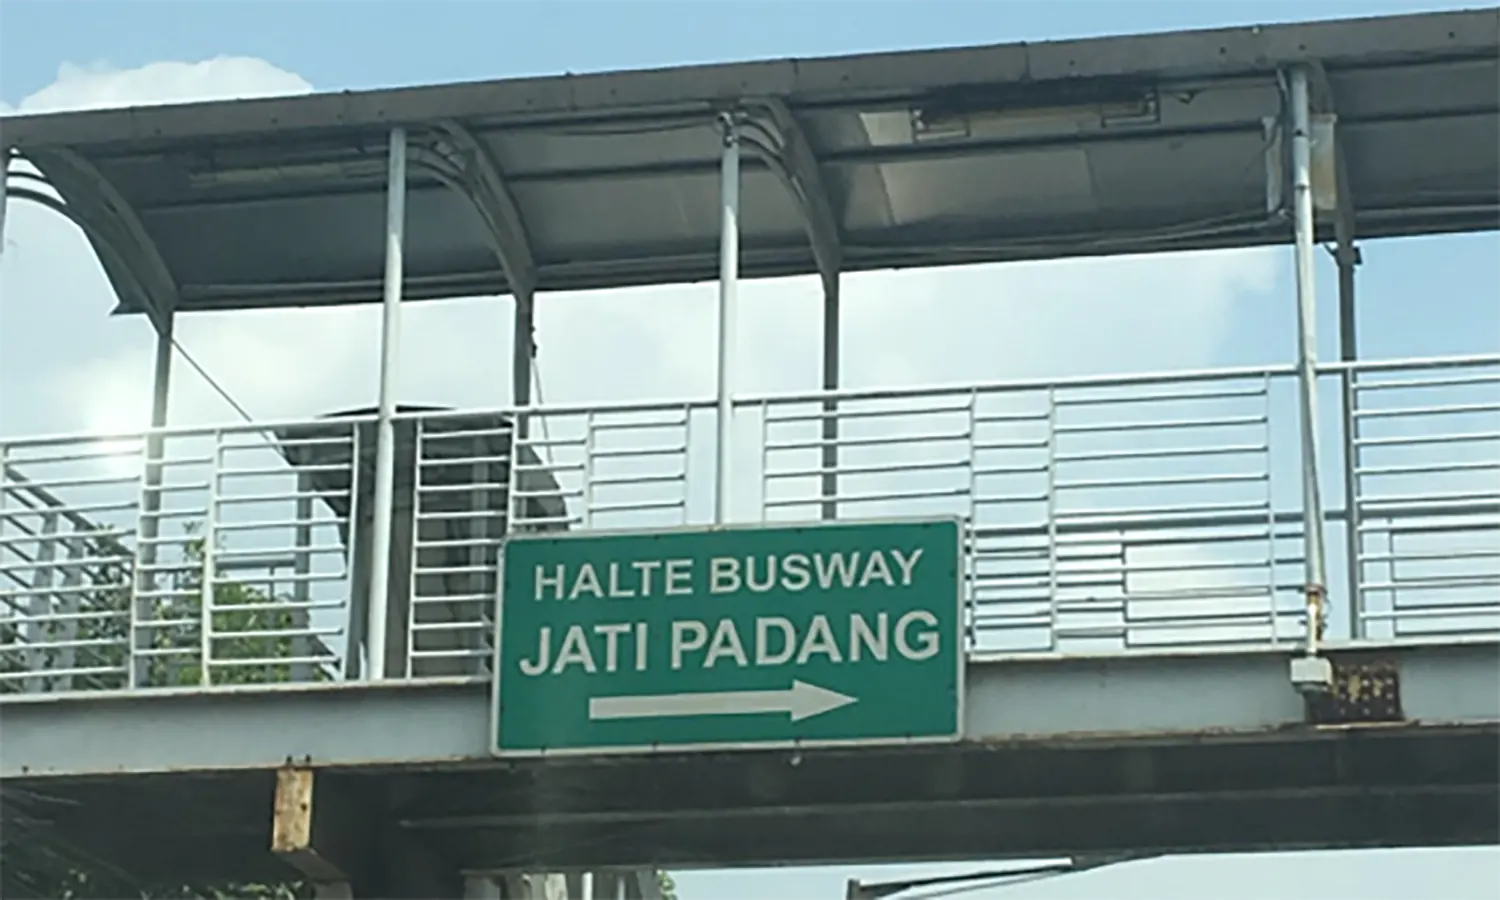 HALTE BUSWAY
JATI PADANG